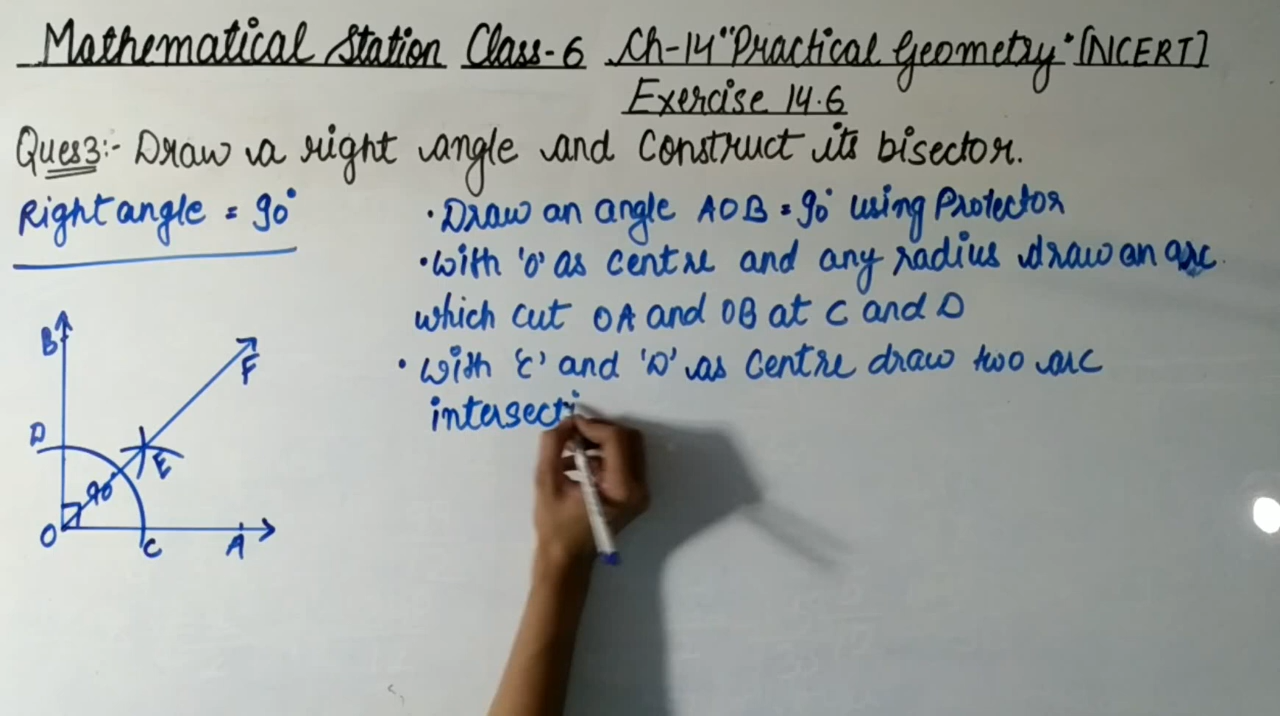 Mathematical Station Class-6 Ch-14 "Practical Geometry" [NCERT]
Exercise 14.6
Ques3:- Draw a right angle and construct its bisector.
Right angle = 90°
• Draw an angle AOB = 90° using Protector
• With 'O' as centre and any radius draw an arc
which cut OA and OB at C and D
• With 'C' and 'D' as centre draw two arc
intersecti
B
F
D
E
90°
O
C
A